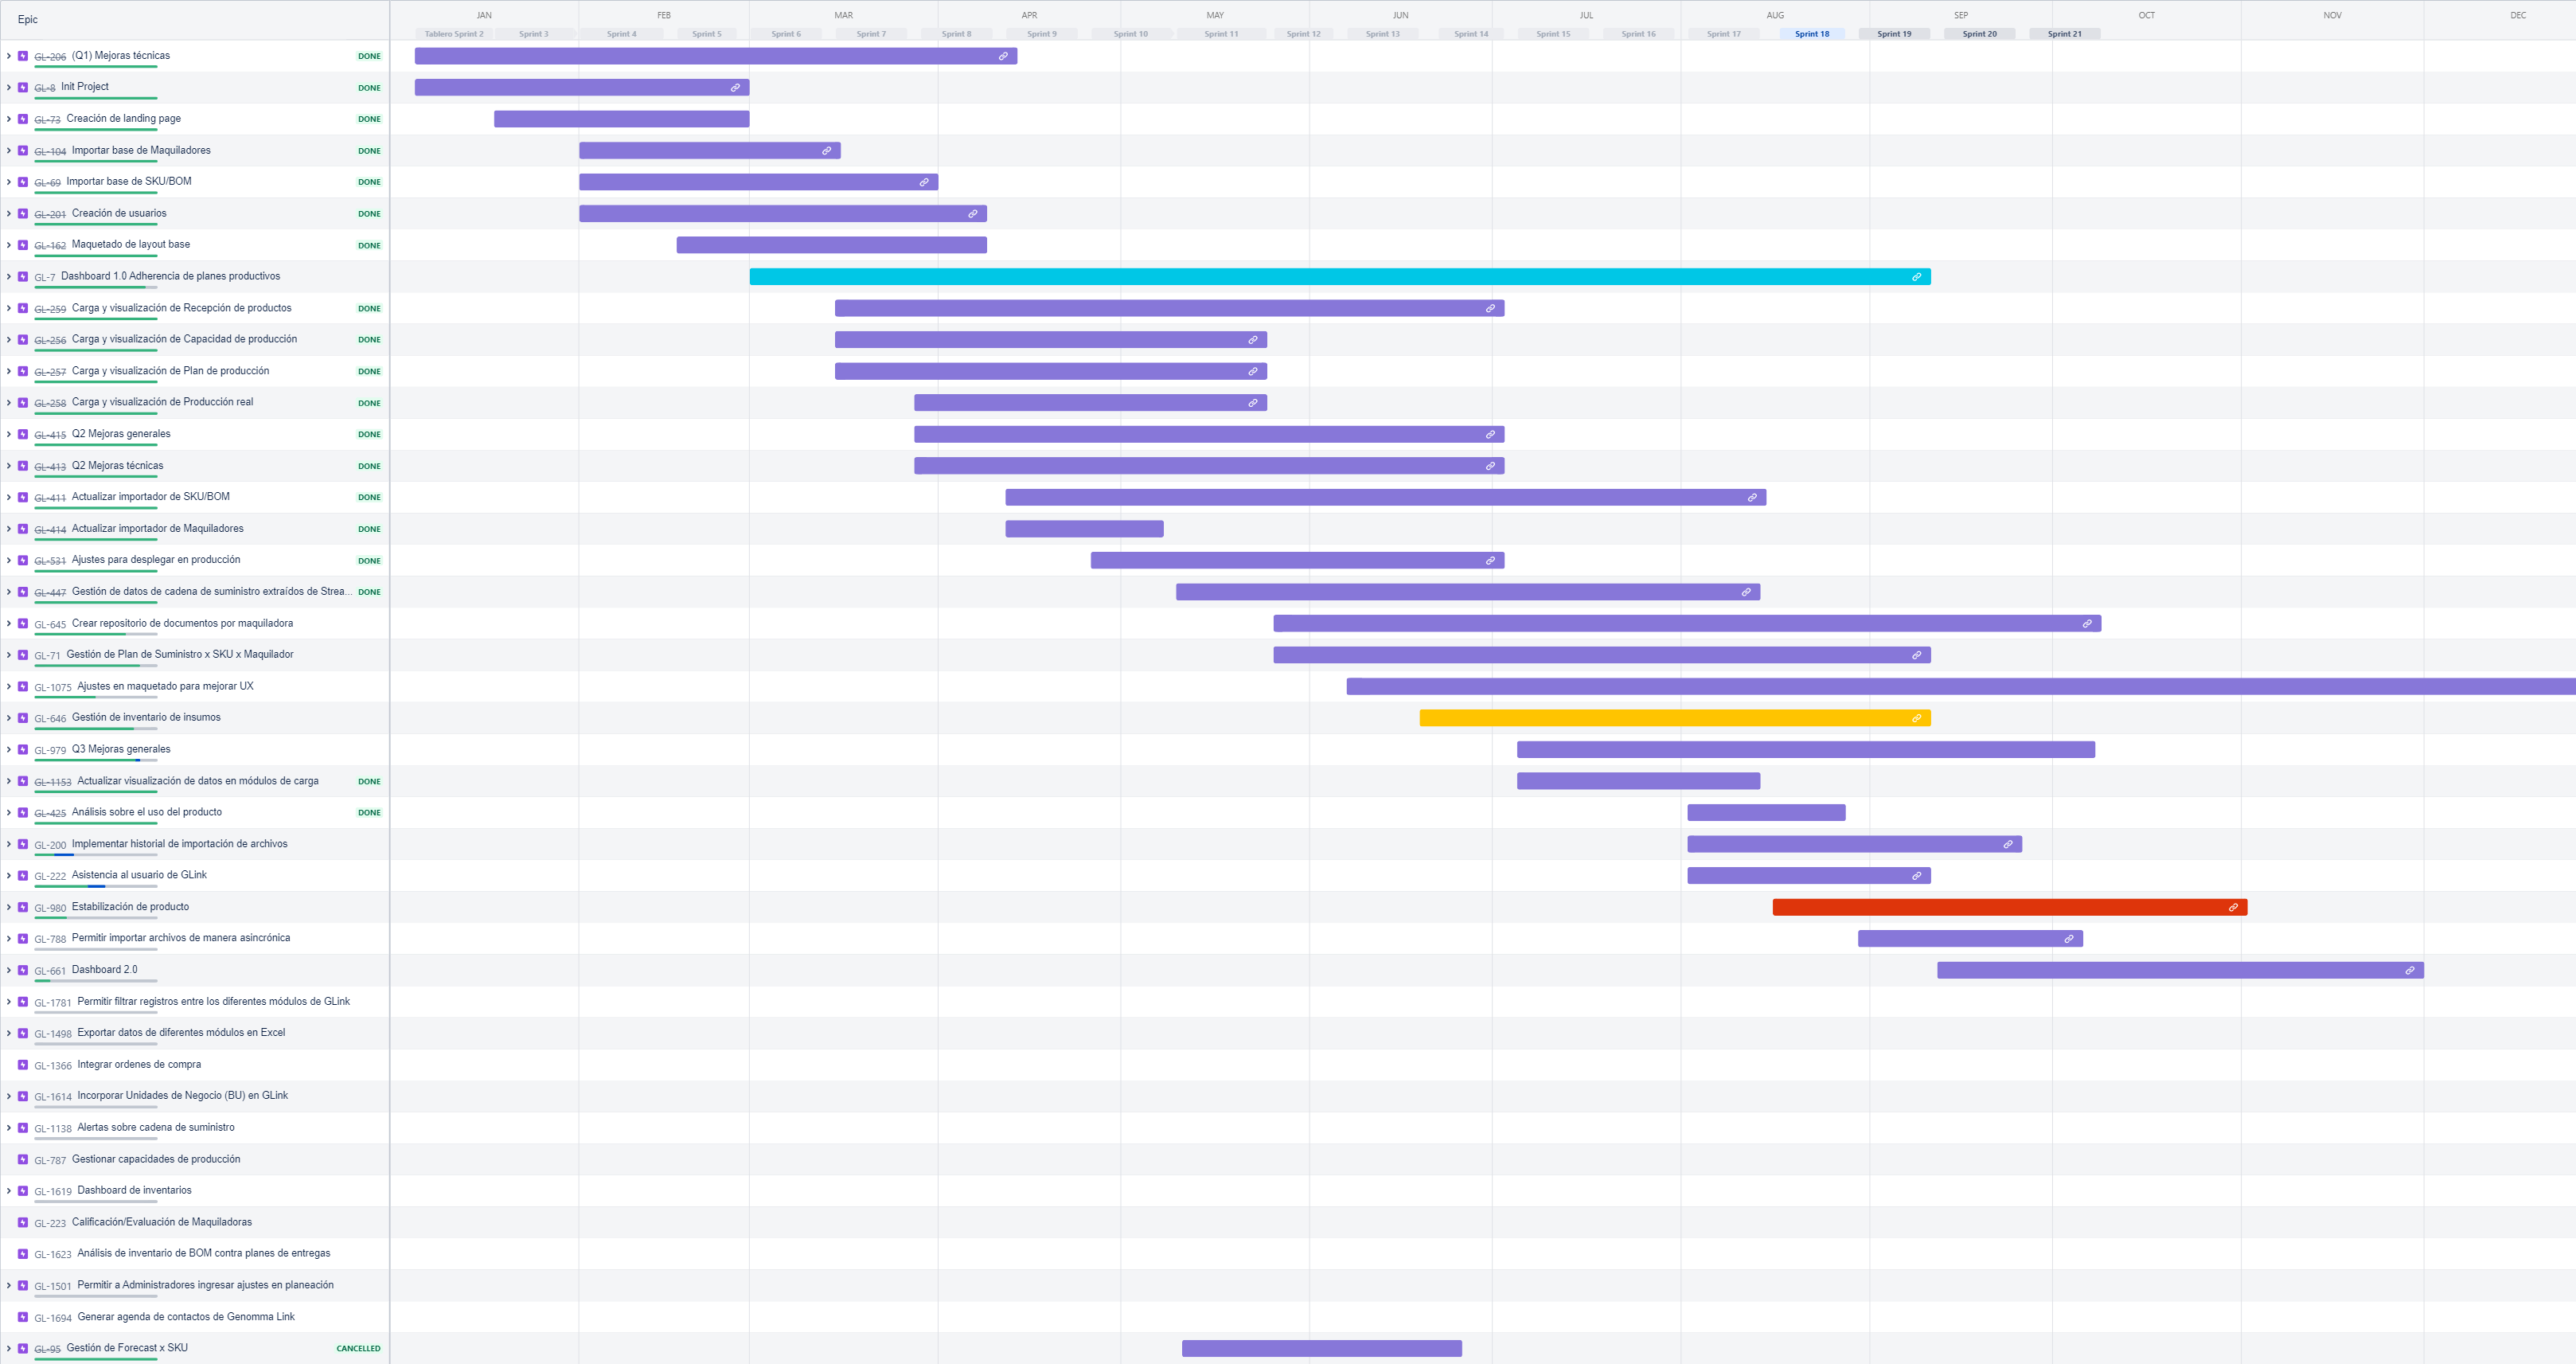 Epic
JAN FEB MAR APR MAY JUN JUL AUG SEP OCT NOV DEC
Tablero Sprint 2 Sprint 3 Sprint 4 Sprint 5 Sprint 6 Sprint 7 Sprint 8 Sprint 9 Sprint 10 Sprint 11 Sprint 12 Sprint 13 Sprint 14 Sprint 15 Sprint 16 Sprint 17 Sprint 18 Sprint 19 Sprint 20 Sprint 21
GL-206 (Q1) Mejoras técnicas DONE
GL-8 Init Project DONE
GL-73 Creación de landing page DONE
GL-104 Importar base de Maquiladores DONE
GL-69 Importar base de SKU/BOM DONE
GL-201 Creación de usuarios DONE
GL-162 Maquetado de layout base DONE
GL-7 Dashboard 1.0 Adherencia de planes productivos
GL-259 Carga y visualización de Recepción de productos DONE
GL-256 Carga y visualización de Capacidad de producción DONE
GL-257 Carga y visualización de Plan de producción DONE
GL-258 Carga y visualización de Producción real DONE
GL-415 Q2 Mejoras generales DONE
GL-413 Q2 Mejoras técnicas DONE
GL-411 Actualizar importador de SKU/BOM DONE
GL-414 Actualizar importador de Maquiladores DONE
GL-531 Ajustes para desplegar en producción DONE
GL-447 Gestión de datos de cadena de suministro extraídos de Strea... DONE
GL-645 Crear repositorio de documentos por maquiladora
GL-71 Gestión de Plan de Suministro x SKU x Maquilador
GL-1075 Ajustes en maquetado para mejorar UX
GL-646 Gestión de inventario de insumos
GL-979 Q3 Mejoras generales
GL-1153 Actualizar visualización de datos en módulos de carga DONE
GL-425 Análisis sobre el uso del producto DONE
GL-200 Implementar historial de importación de archivos
GL-222 Asistencia al usuario de GLink
GL-980 Estabilización de producto
GL-788 Permitir importar archivos de manera asincrónica
GL-661 Dashboard 2.0
GL-1781 Permitir filtrar registros entre los diferentes módulos de GLink
GL-1498 Exportar datos de diferentes módulos en Excel
GL-1366 Integrar ordenes de compra
GL-1614 Incorporar Unidades de Negocio (BU) en GLink
GL-1138 Alertas sobre cadena de suministro
GL-787 Gestionar capacidades de producción
GL-1619 Dashboard de inventarios
GL-223 Calificación/Evaluación de Maquiladoras
GL-1623 Análisis de inventario de BOM contra planes de entregas
GL-1501 Permitir a Administradores ingresar ajustes en planeación
GL-1694 Generar agenda de contactos de Genomma Link
GL-95 Gestión de Forecast x SKU CANCELLED